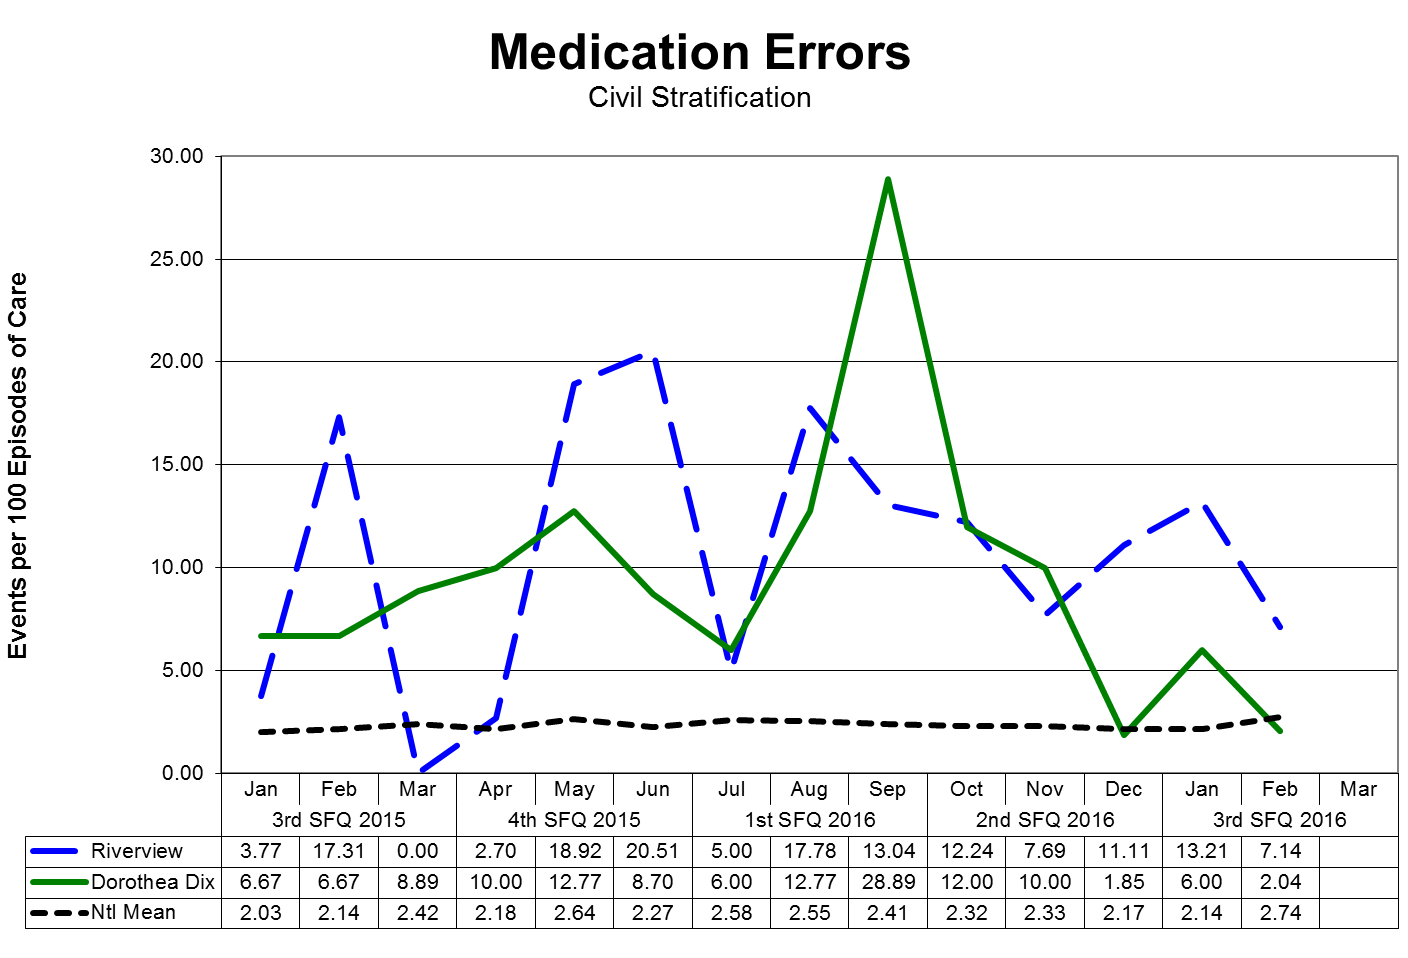 Medication Errors
Civil Stratification
Events per 100 Episodes of Care
30.00
25.00
20.00
15.00
10.00
5.00
0.00
Jan Feb Mar Apr May Jun Jul Aug Sep Oct Nov Dec Jan Feb Mar
3rd SFQ 2015 4th SFQ 2015 1st SFQ 2016 2nd SFQ 2016 3rd SFQ 2016
Riverview 3.77 17.31 0.00 2.70 18.92 20.51 5.00 17.78 13.04 12.24 7.69 11.11 13.21 7.14
Dorothea Dix 6.67 6.67 8.89 10.00 12.77 8.70 6.00 12.77 28.89 12.00 10.00 1.85 6.00 2.04
Ntl Mean 2.03 2.14 2.42 2.18 2.64 2.27 2.58 2.55 2.41 2.32 2.33 2.17 2.14 2.74